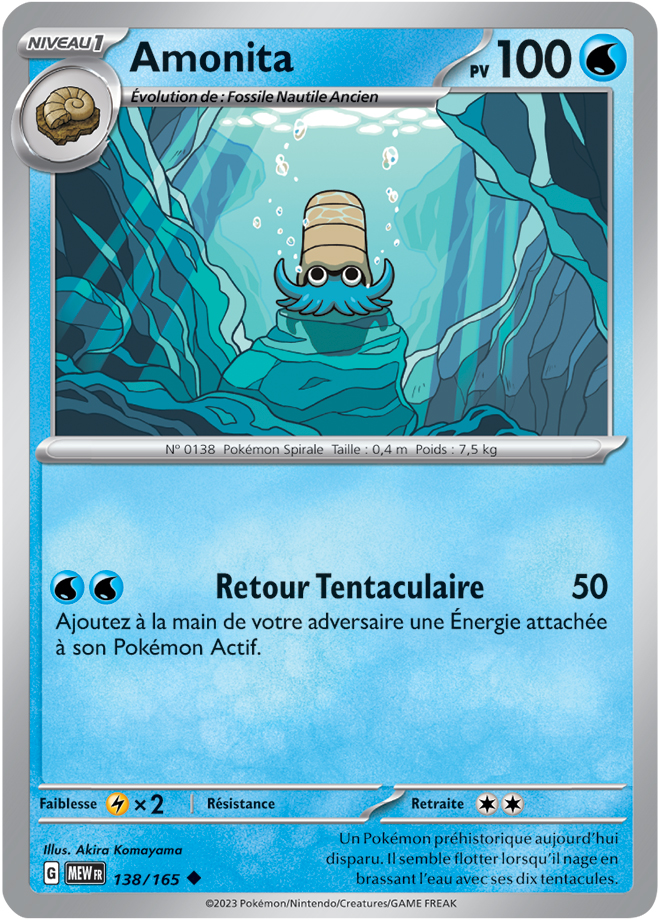 NIVEAU 1
Amonita
PV 100
Évolution de : Fossile Nautile Ancien
N° 0138 Pokémon Spirale Taille : 0,4 m Poids : 7,5 kg
Retour Tentaculaire 50
Ajoutez à la main de votre adversaire une Énergie attachée
à son Pokémon Actif.
Faiblesse ×2 Résistance Retraite
Illus. Akira Komayama
G MEW FR 138/165
Un Pokémon préhistorique aujourd'hui
disparu. Il semble flotter lorsqu'il nage en
brassant l'eau avec ses dix tentacules.
©2023 Pokémon/Nintendo/Creatures/GAME FREAK